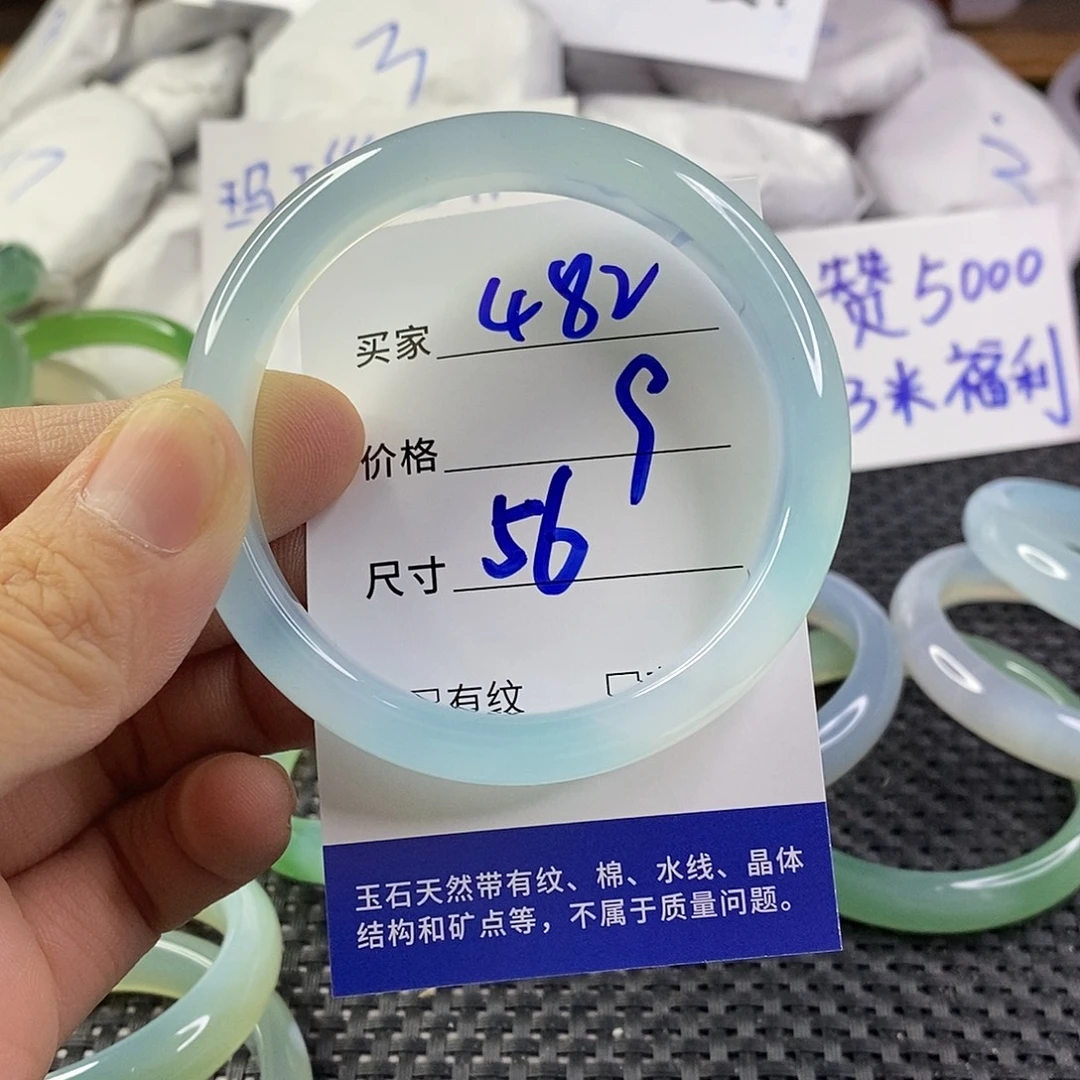 3
玛
赞5000
3米福利
买家 482
价格 9
尺寸 56
有纹
玉石天然带有纹、棉、水线、晶体
结构和矿点等，不属于质量问题。